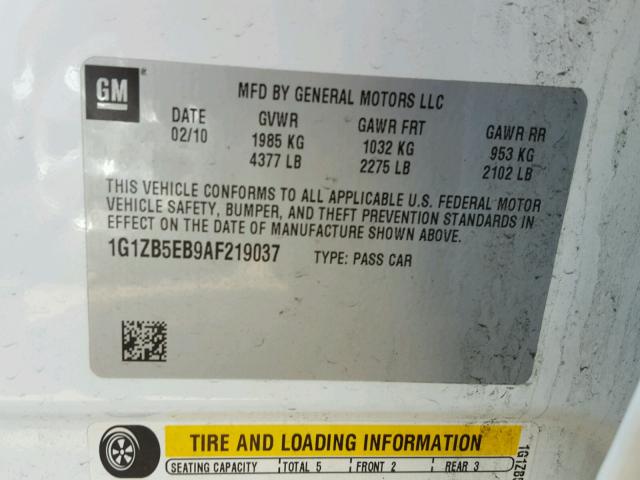 GM
MFD BY GENERAL MOTORS LLC
DATE GVWR GAWR FRT GAWR RR
02/10 1985 KG 1032 KG 953 KG
4377 LB 2275 LB 2102 LB
THIS VEHICLE CONFORMS TO ALL APPLICABLE U.S. FEDERAL MOTOR
VEHICLE SAFETY, BUMPER, AND THEFT PREVENTION STANDARDS IN
EFFECT ON THE DATE OF MANUFACTURE SHOWN ABOVE.
1G1ZB5EB9AF219037 TYPE: PASS CAR
TIRE AND LOADING INFORMATION
SEATING CAPACITY TOTAL 5 FRONT 2 REAR 3
1G1ZB5